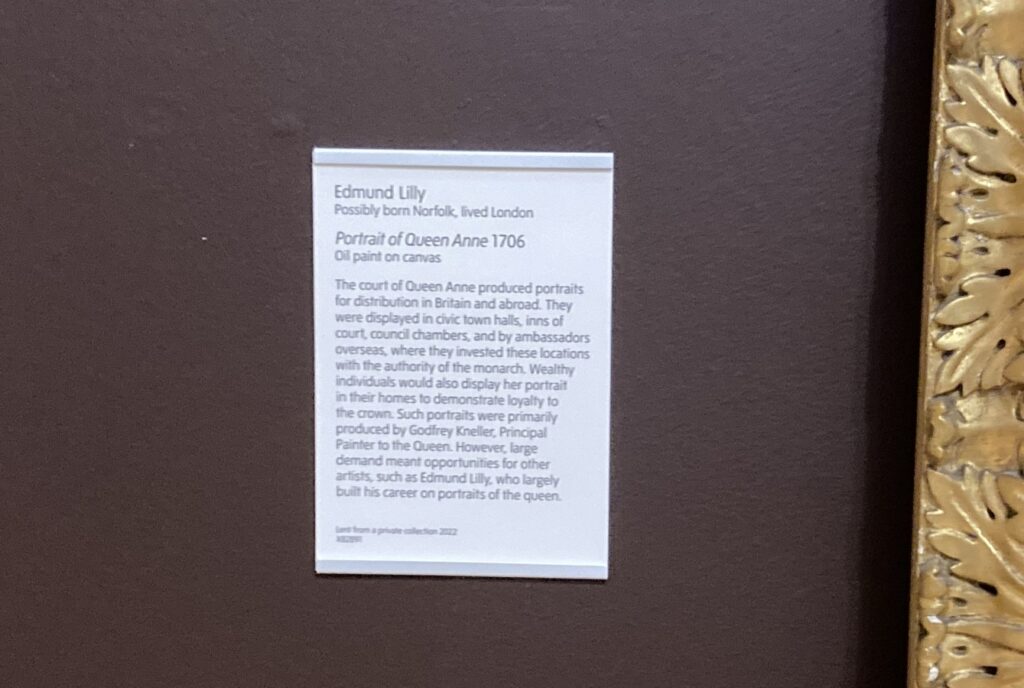 Edmund Lilly
Possibly born Norfolk, lived London
Portrait of Queen Anne 1706
Oil paint on canvas
The court of Queen Anne produced portraits
for distribution in Britain and abroad. They
were displayed in civic town halls, inns of
court, council chambers, and by ambassadors
overseas, where they invested these locations
with the authority of the monarch. Wealthy
individuals would also display her portrait
in their homes to demonstrate loyalty to
the crown. Such portraits were primarily
produced by Godfrey Kneller, Principal
Painter to the Queen. However, large
demand meant opportunities for other
artists, such as Edmund Lilly, who largely
built his career on portraits of the queen.
Lent from a private collection 2022